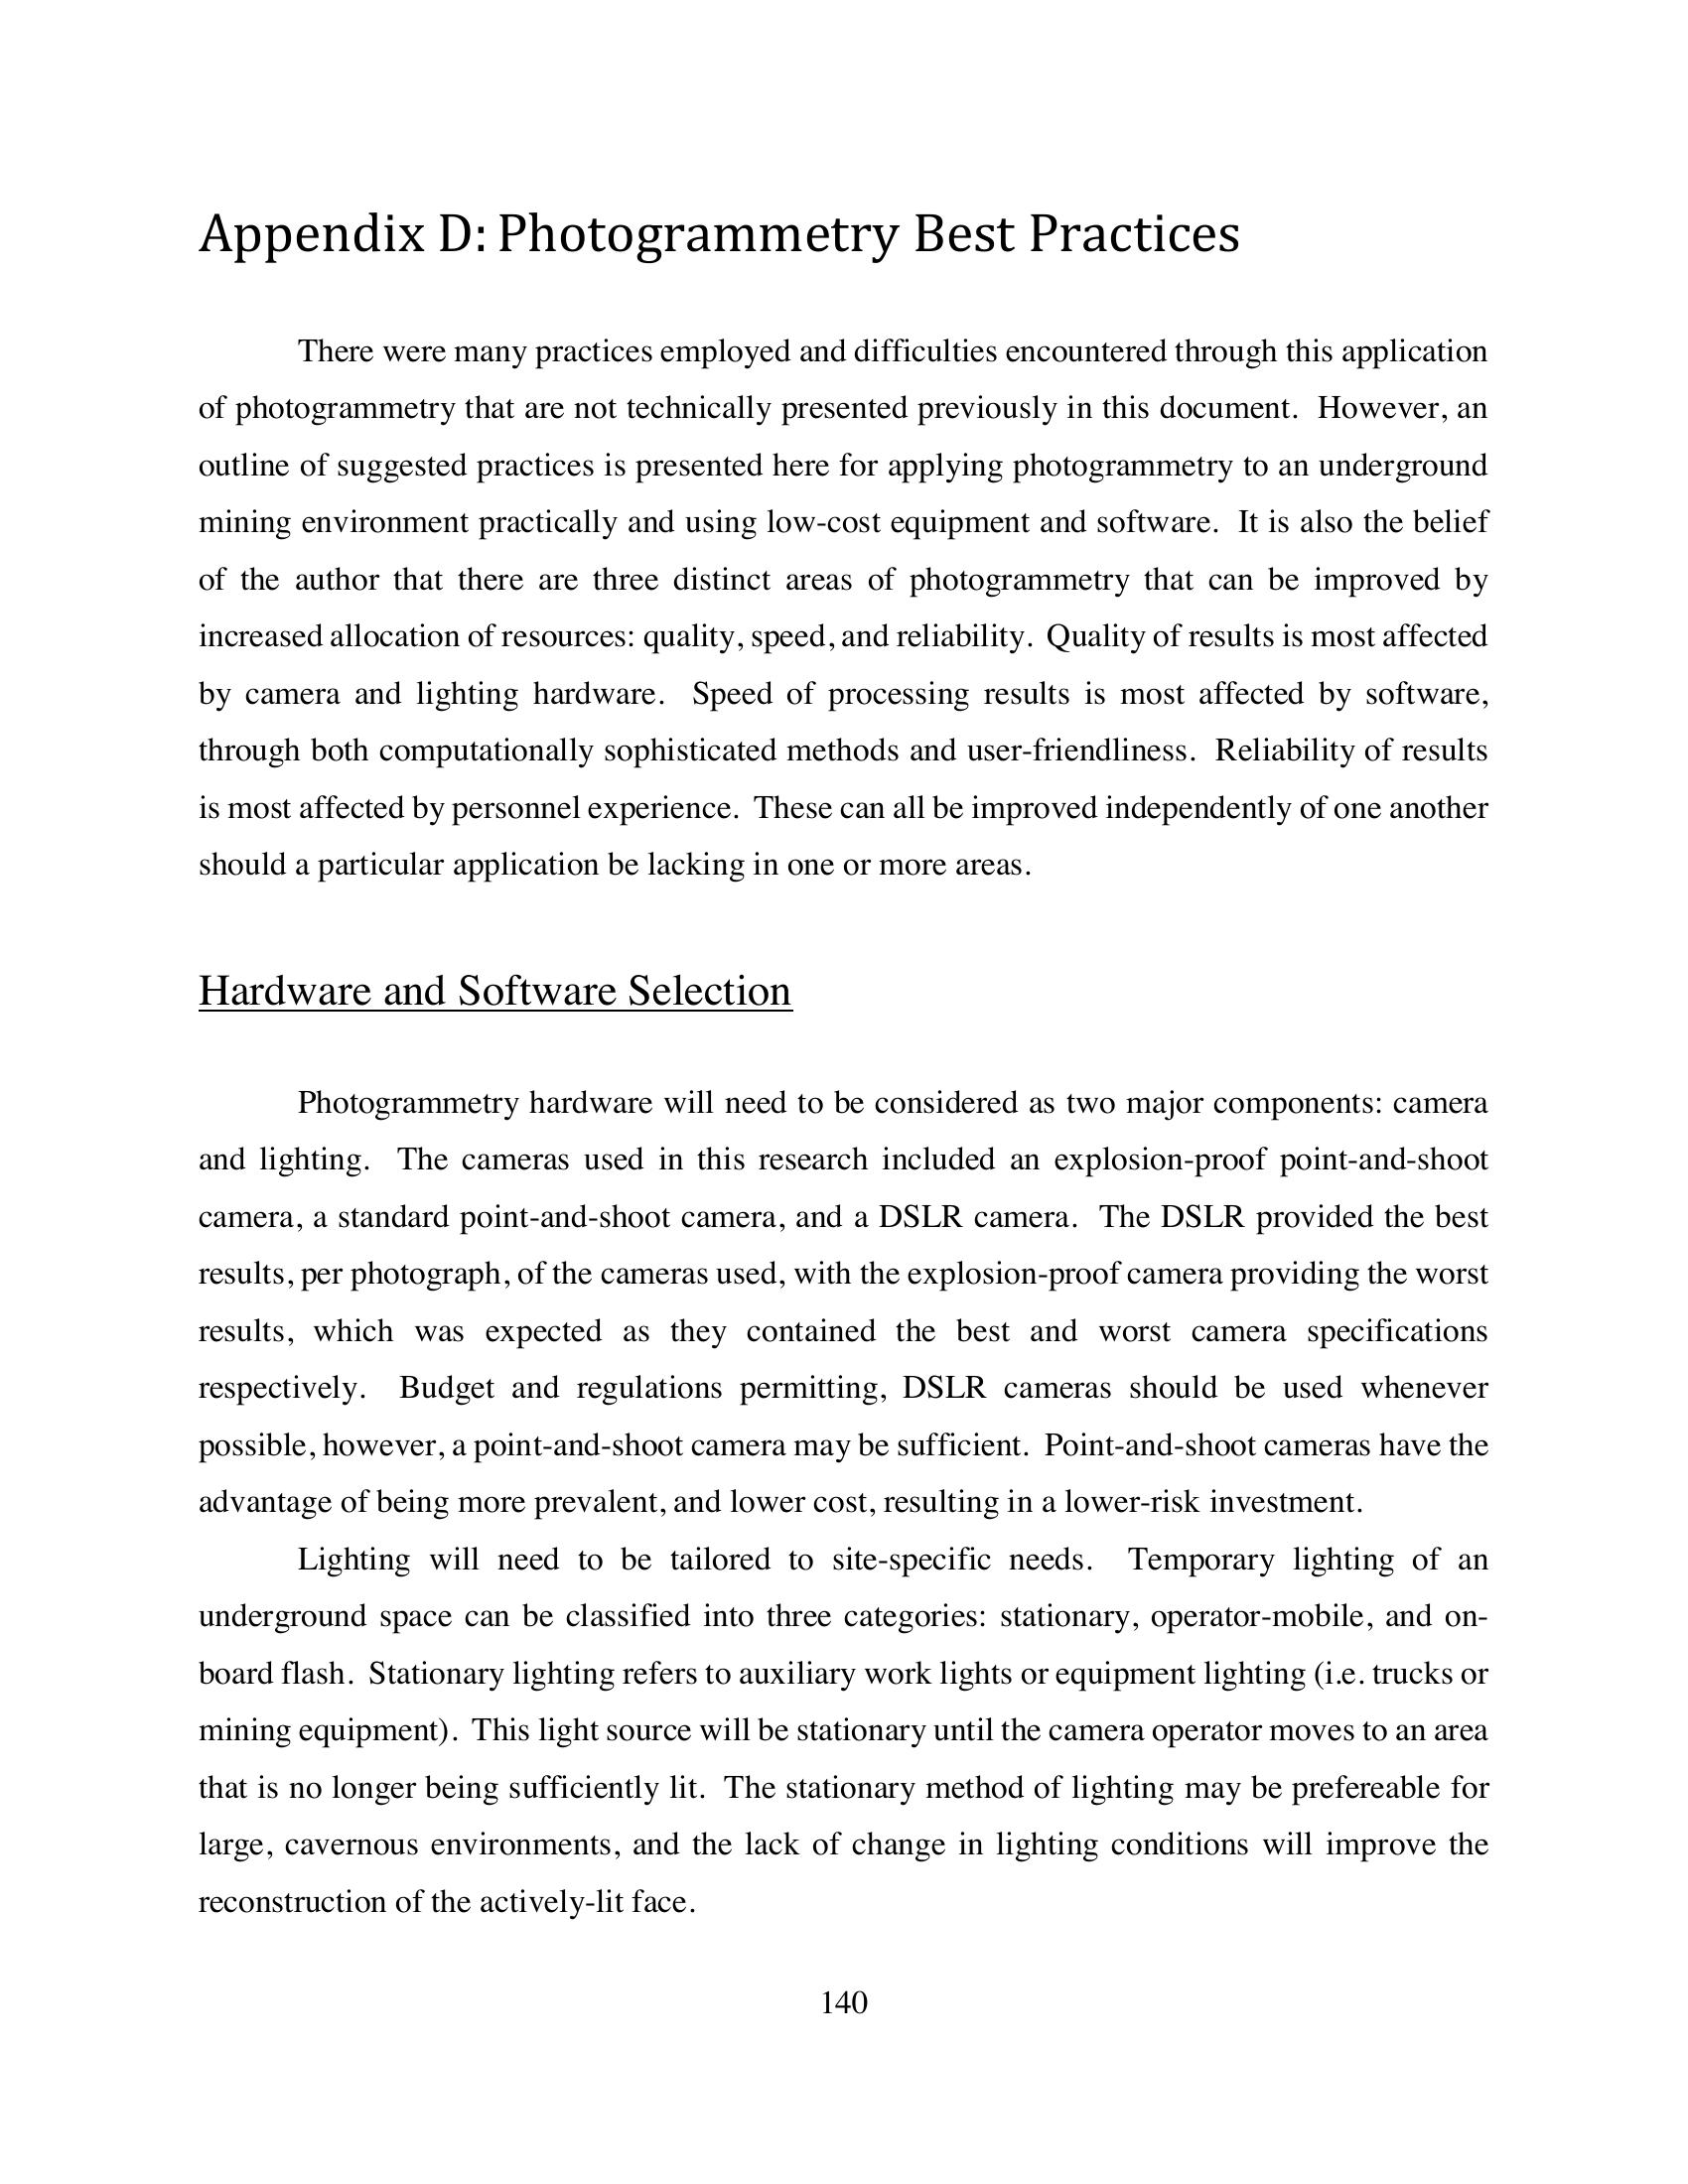 Appendix D: Photogrammetry Best Practices
There were many practices employed and difficulties encountered through this application
of photogrammetry that are not technically presented previously in this document.  However, an
outline of suggested practices is presented here for applying photogrammetry to an underground
mining environment practically and using low-cost equipment and software.  It is also the belief
of the author that there are three distinct areas of photogrammetry that can be improved by
increased allocation of resources: quality, speed, and reliability.  Quality of results is most affected
by camera and lighting hardware.  Speed of processing results is most affected by software,
through both computationally sophisticated methods and user-friendliness.  Reliability of results
is most affected by personnel experience.  These can all be improved independently of one another
should a particular application be lacking in one or more areas.
Hardware and Software Selection
Photogrammetry hardware will need to be considered as two major components: camera
and lighting.  The cameras used in this research included an explosion-proof point-and-shoot
camera, a standard point-and-shoot camera, and a DSLR camera.  The DSLR provided the best
results, per photograph, of the cameras used, with the explosion-proof camera providing the worst
results, which was expected as they contained the best and worst camera specifications
respectively.  Budget and regulations permitting, DSLR cameras should be used whenever
possible, however, a point-and-shoot camera may be sufficient.  Point-and-shoot cameras have the
advantage of being more prevalent, and lower cost, resulting in a lower-risk investment.
Lighting will need to be tailored to site-specific needs.  Temporary lighting of an
underground space can be classified into three categories: stationary, operator-mobile, and on-
board flash.  Stationary lighting refers to auxiliary work lights or equipment lighting (i.e. trucks or
mining equipment).  This light source will be stationary until the camera operator moves to an area
that is no longer being sufficiently lit.  The stationary method of lighting may be prefereable for
large, cavernous environments, and the lack of change in lighting conditions will improve the
reconstruction of the actively-lit face.
140